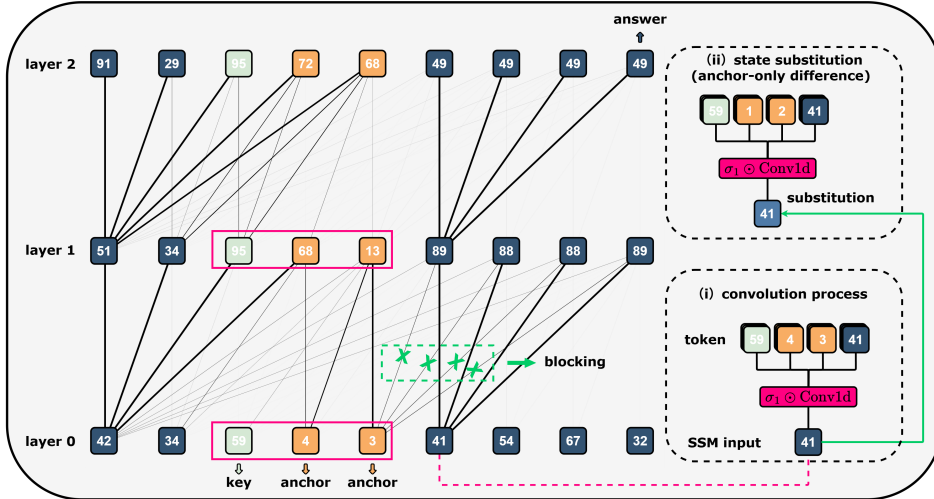 answer
layer 2
91 29 95 72 68 49 49 49 49
(ii) state substitution
(anchor-only difference)
59 1 2 41
σ₁ ⊙ Conv1d
substitution
41
layer 1
51 34 95 68 13 89 88 88 89
(i) convolution process
token
59 4 3 41
σ₁ ⊙ Conv1d
blocking
SSM input
41
layer 0
42 34 59 4 3 41 54 67 32
key anchor anchor